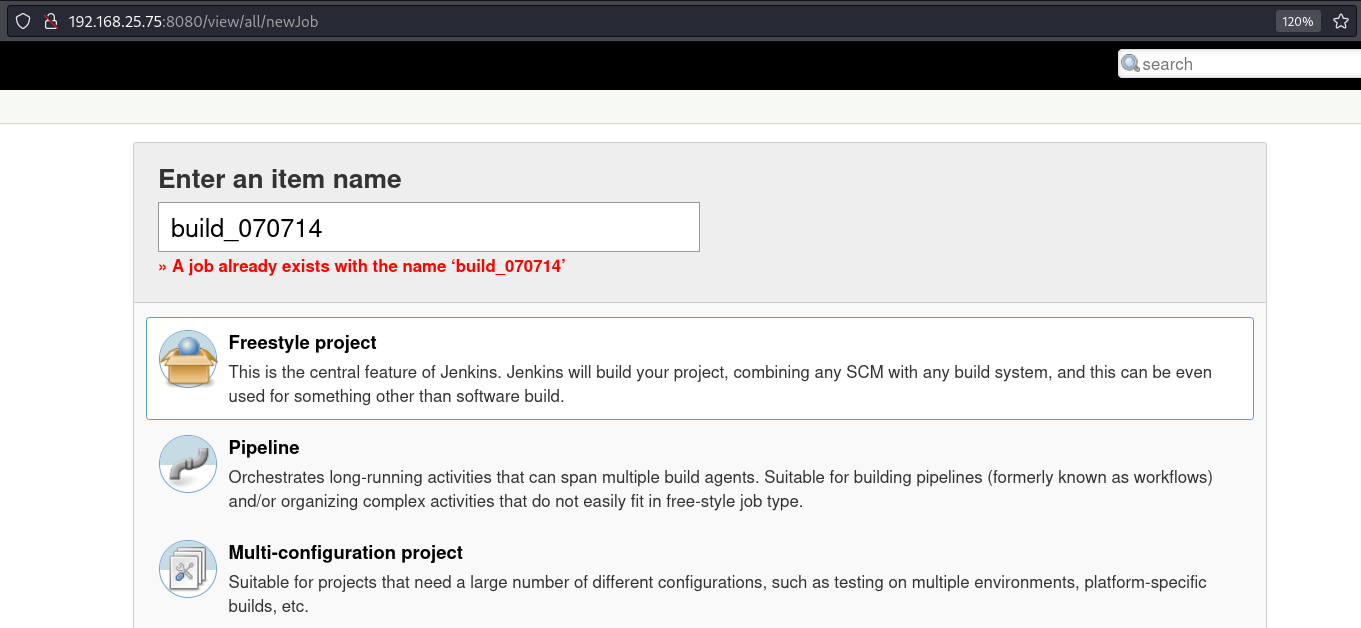 192.168.25.75:8080/view/all/newJob
120%
search
Enter an item name
build_070714
» A job already exists with the name ‘build_070714’
Freestyle project
This is the central feature of Jenkins. Jenkins will build your project, combining any SCM with any build system, and this can be even
used for something other than software build.
Pipeline
Orchestrates long-running activities that can span multiple build agents. Suitable for building pipelines (formerly known as workflows)
and/or organizing complex activities that do not easily fit in free-style job type.
Multi-configuration project
Suitable for projects that need a large number of different configurations, such as testing on multiple environments, platform-specific
builds, etc.